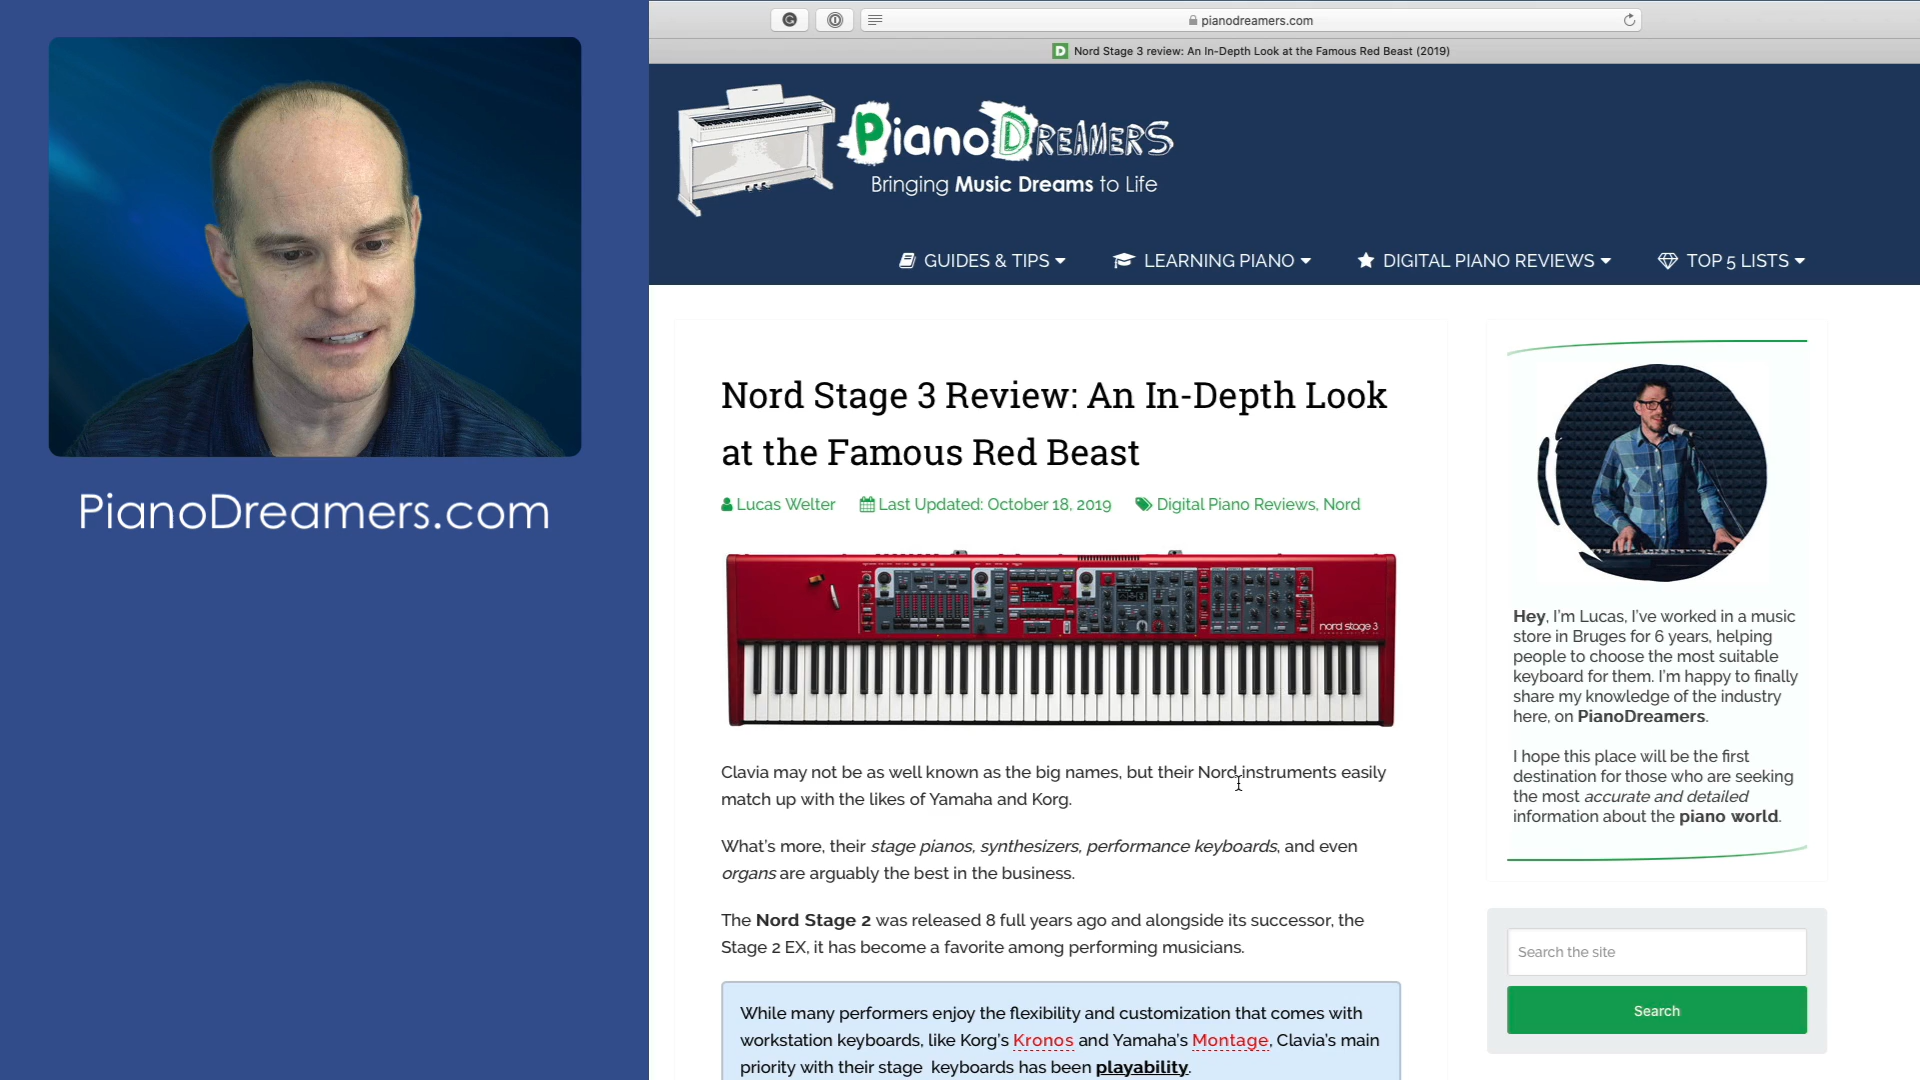 pianodreamers.com
Nord Stage 3 review: An In-Depth Look at the Famous Red Beast (2019)
PianoDREAMERS
Bringing Music Dreams to Life
GUIDES & TIPS
LEARNING PIANO
DIGITAL PIANO REVIEWS
TOP 5 LISTS
PianoDreamers.com
Nord Stage 3 Review: An In-Depth Look
at the Famous Red Beast
Lucas Welter
Last Updated: October 18, 2019
Digital Piano Reviews, Nord
nord stage 3
Clavia may not be as well known as the big names, but their Nord instruments easily
match up with the likes of Yamaha and Korg.
What's more, their stage pianos, synthesizers, performance keyboards, and even
organs are arguably the best in the business.
The Nord Stage 2 was released 8 full years ago and alongside its successor, the
Stage 2 EX, it has become a favorite among performing musicians.
While many performers enjoy the flexibility and customization that comes with
workstation keyboards, like Korg's Kronos and Yamaha's Montage, Clavia's main
priority with their stage keyboards has been playability.
Hey, I'm Lucas, I've worked in a music
store in Bruges for 6 years, helping
people to choose the most suitable
keyboard for them. I'm happy to finally
share my knowledge of the industry
here, on PianoDreamers.
I hope this place will be the first
destination for those who are seeking
the most accurate and detailed
information about the piano world.
Search the site
Search